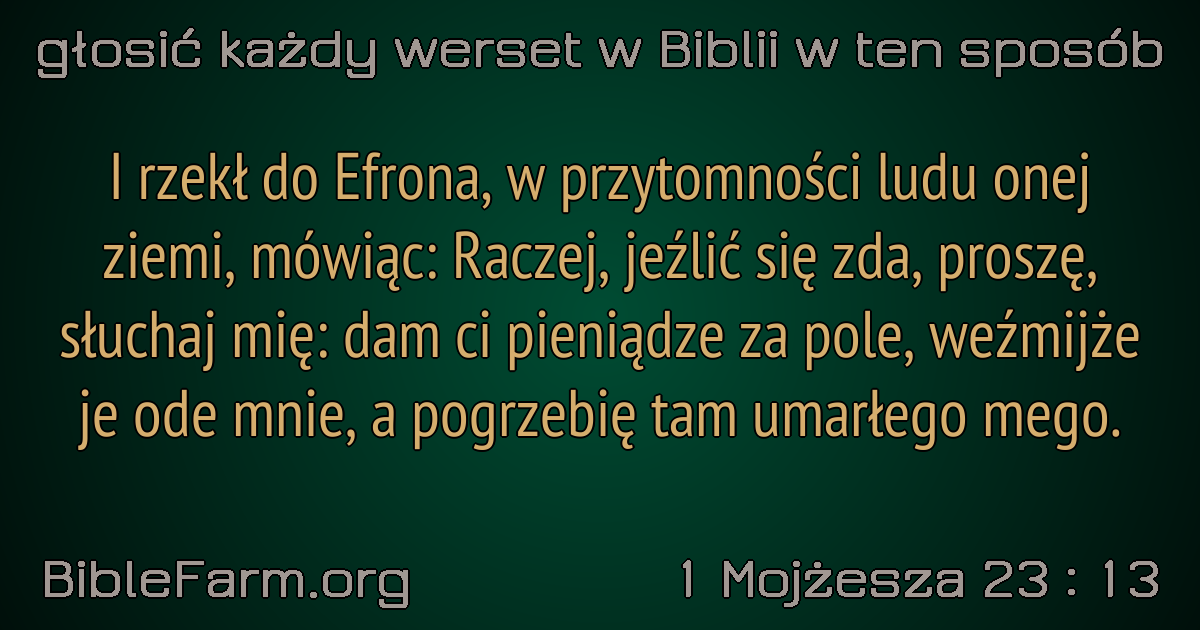 głosić każdy werset w Biblii w ten sposób
I rzekł do Efrona, w przytomności ludu onej
ziemi, mówiąc: Raczej, jeźlić się zda, proszę,
słuchaj mię: dam ci pieniądze za pole, weźmijże
je ode mnie, a pogrzebię tam umarłego mego.
BibleFarm.org
1 Mojżesza 23 : 13